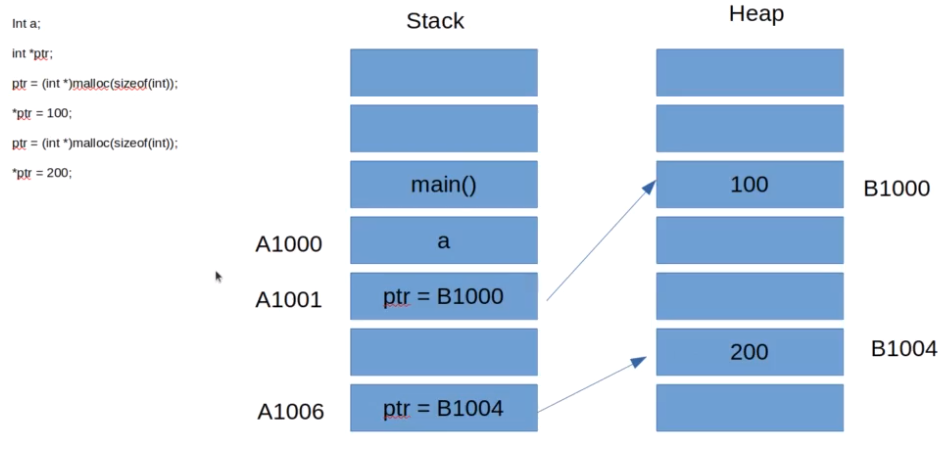 Int a;
int *ptr;
ptr = (int *)malloc(sizeof(int));
*ptr = 100;
ptr = (int *)malloc(sizeof(int));
*ptr = 200;
Stack
Heap
main()
100
B1000
A1000
a
A1001
ptr = B1000
200
B1004
A1006
ptr = B1004